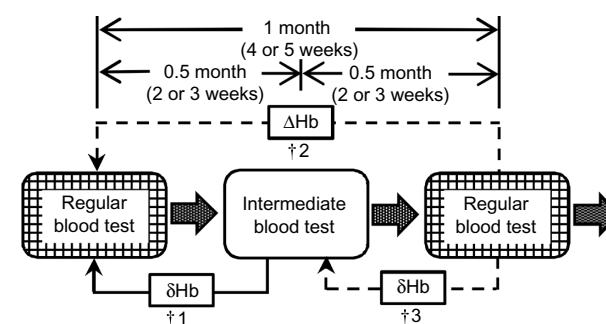 1 month
(4 or 5 weeks)
0.5 month
(2 or 3 weeks)
0.5 month
(2 or 3 weeks)
ΔHb
†2
Regular
blood test
Intermediate
blood test
Regular
blood test
δHb
†1
δHb
†3